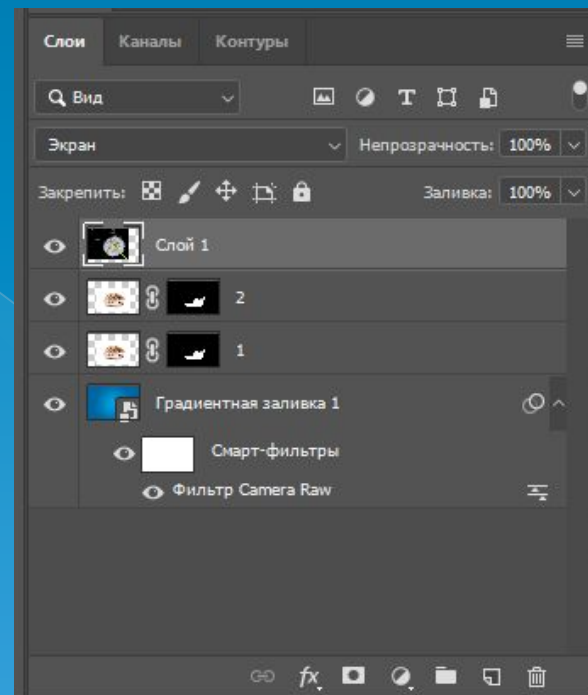 Слои Каналы Контуры
Вид
Экран Непрозрачность: 100%
Закрепить: Заливка: 100%
Слой 1
2
1
Градиентная заливка 1
Смарт-фильтры
Фильтр Camera Raw
fx